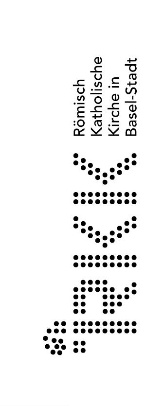 RKK
Römisch
Katholische
Kirche in
Basel-Stadt